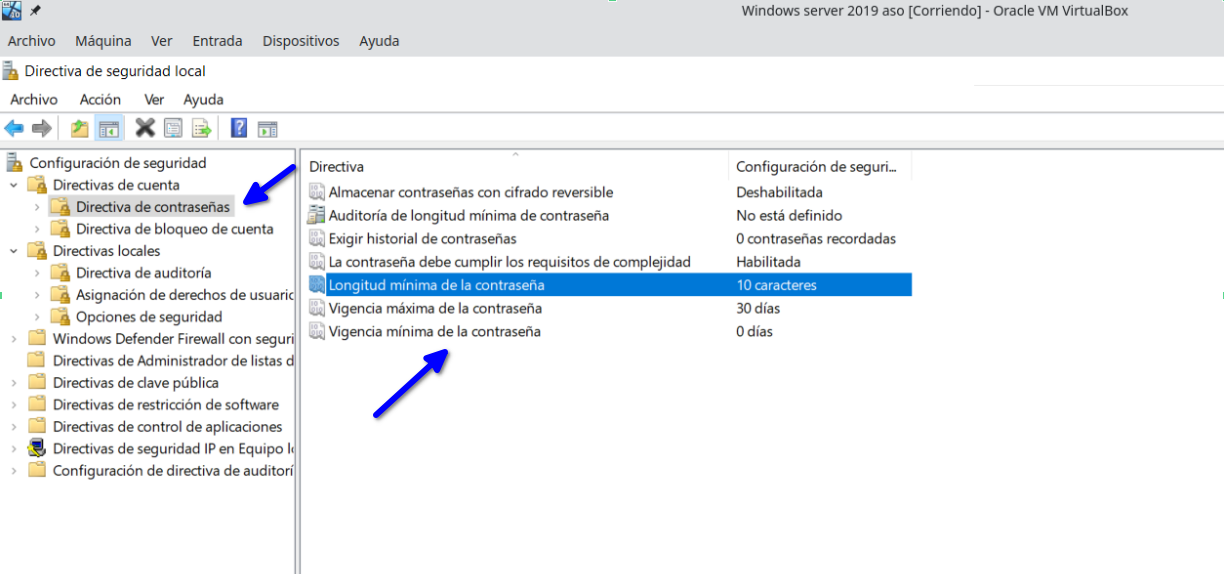 Windows server 2019 aso [Corriendo] - Oracle VM VirtualBox
Archivo Máquina Ver Entrada Dispositivos Ayuda
Directiva de seguridad local
Archivo Acción Ver Ayuda
Configuración de seguridad
Directivas de cuenta
Directiva de contraseñas
Directiva de bloqueo de cuenta
Directivas locales
Directiva de auditoría
Asignación de derechos de usuaric
Opciones de seguridad
Windows Defender Firewall con seguri
Directivas de Administrador de listas d
Directivas de clave pública
Directivas de restricción de software
Directivas de control de aplicaciones
Directivas de seguridad IP en Equipo l
Configuración de directiva de auditorí
Directiva Configuración de seguri...
Almacenar contraseñas con cifrado reversible Deshabilitada
Auditoría de longitud mínima de contraseña No está definido
Exigir historial de contraseñas 0 contraseñas recordadas
La contraseña debe cumplir los requisitos de complejidad Habilitada
Longitud mínima de la contraseña 10 caracteres
Vigencia máxima de la contraseña 30 días
Vigencia mínima de la contraseña 0 días